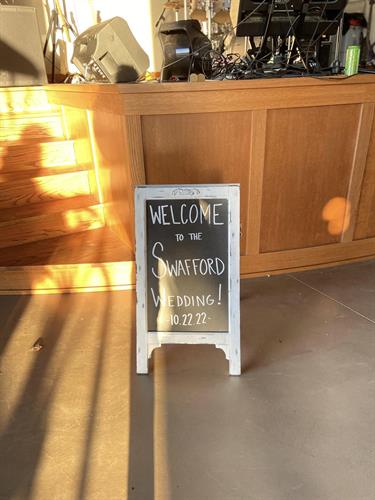 WELCOME
TO THE
SWAFFORD
WEDDING!
-10.22.22-